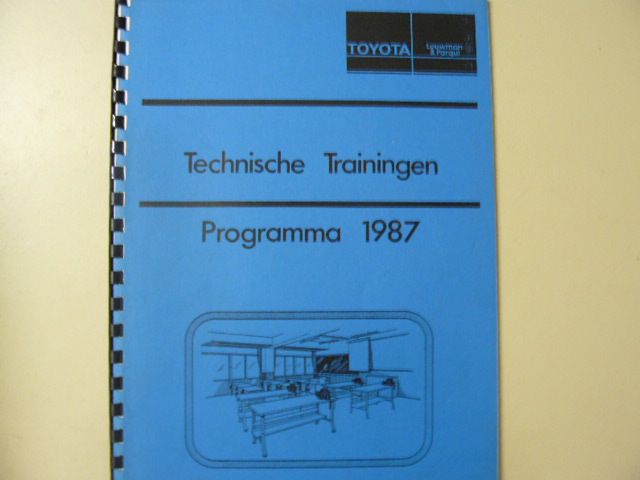 TOYOTA
Louwman
& Parqui
Technische Trainingen
Programma 1987